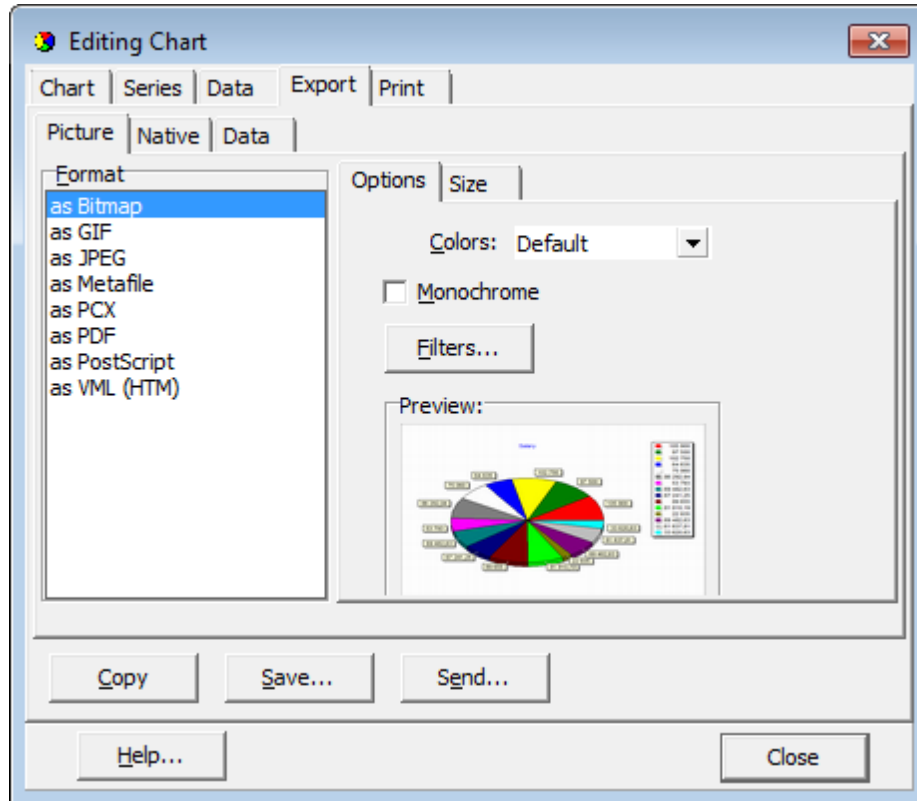 Editing Chart
Chart Series Data Export Print
Picture Native Data
Format
as Bitmap
as GIF
as JPEG
as Metafile
as PCX
as PDF
as PostScript
as VML (HTM)
Options Size
Colors: Default
Monochrome
Filters...
Preview:
Copy Save... Send...
Help... Close